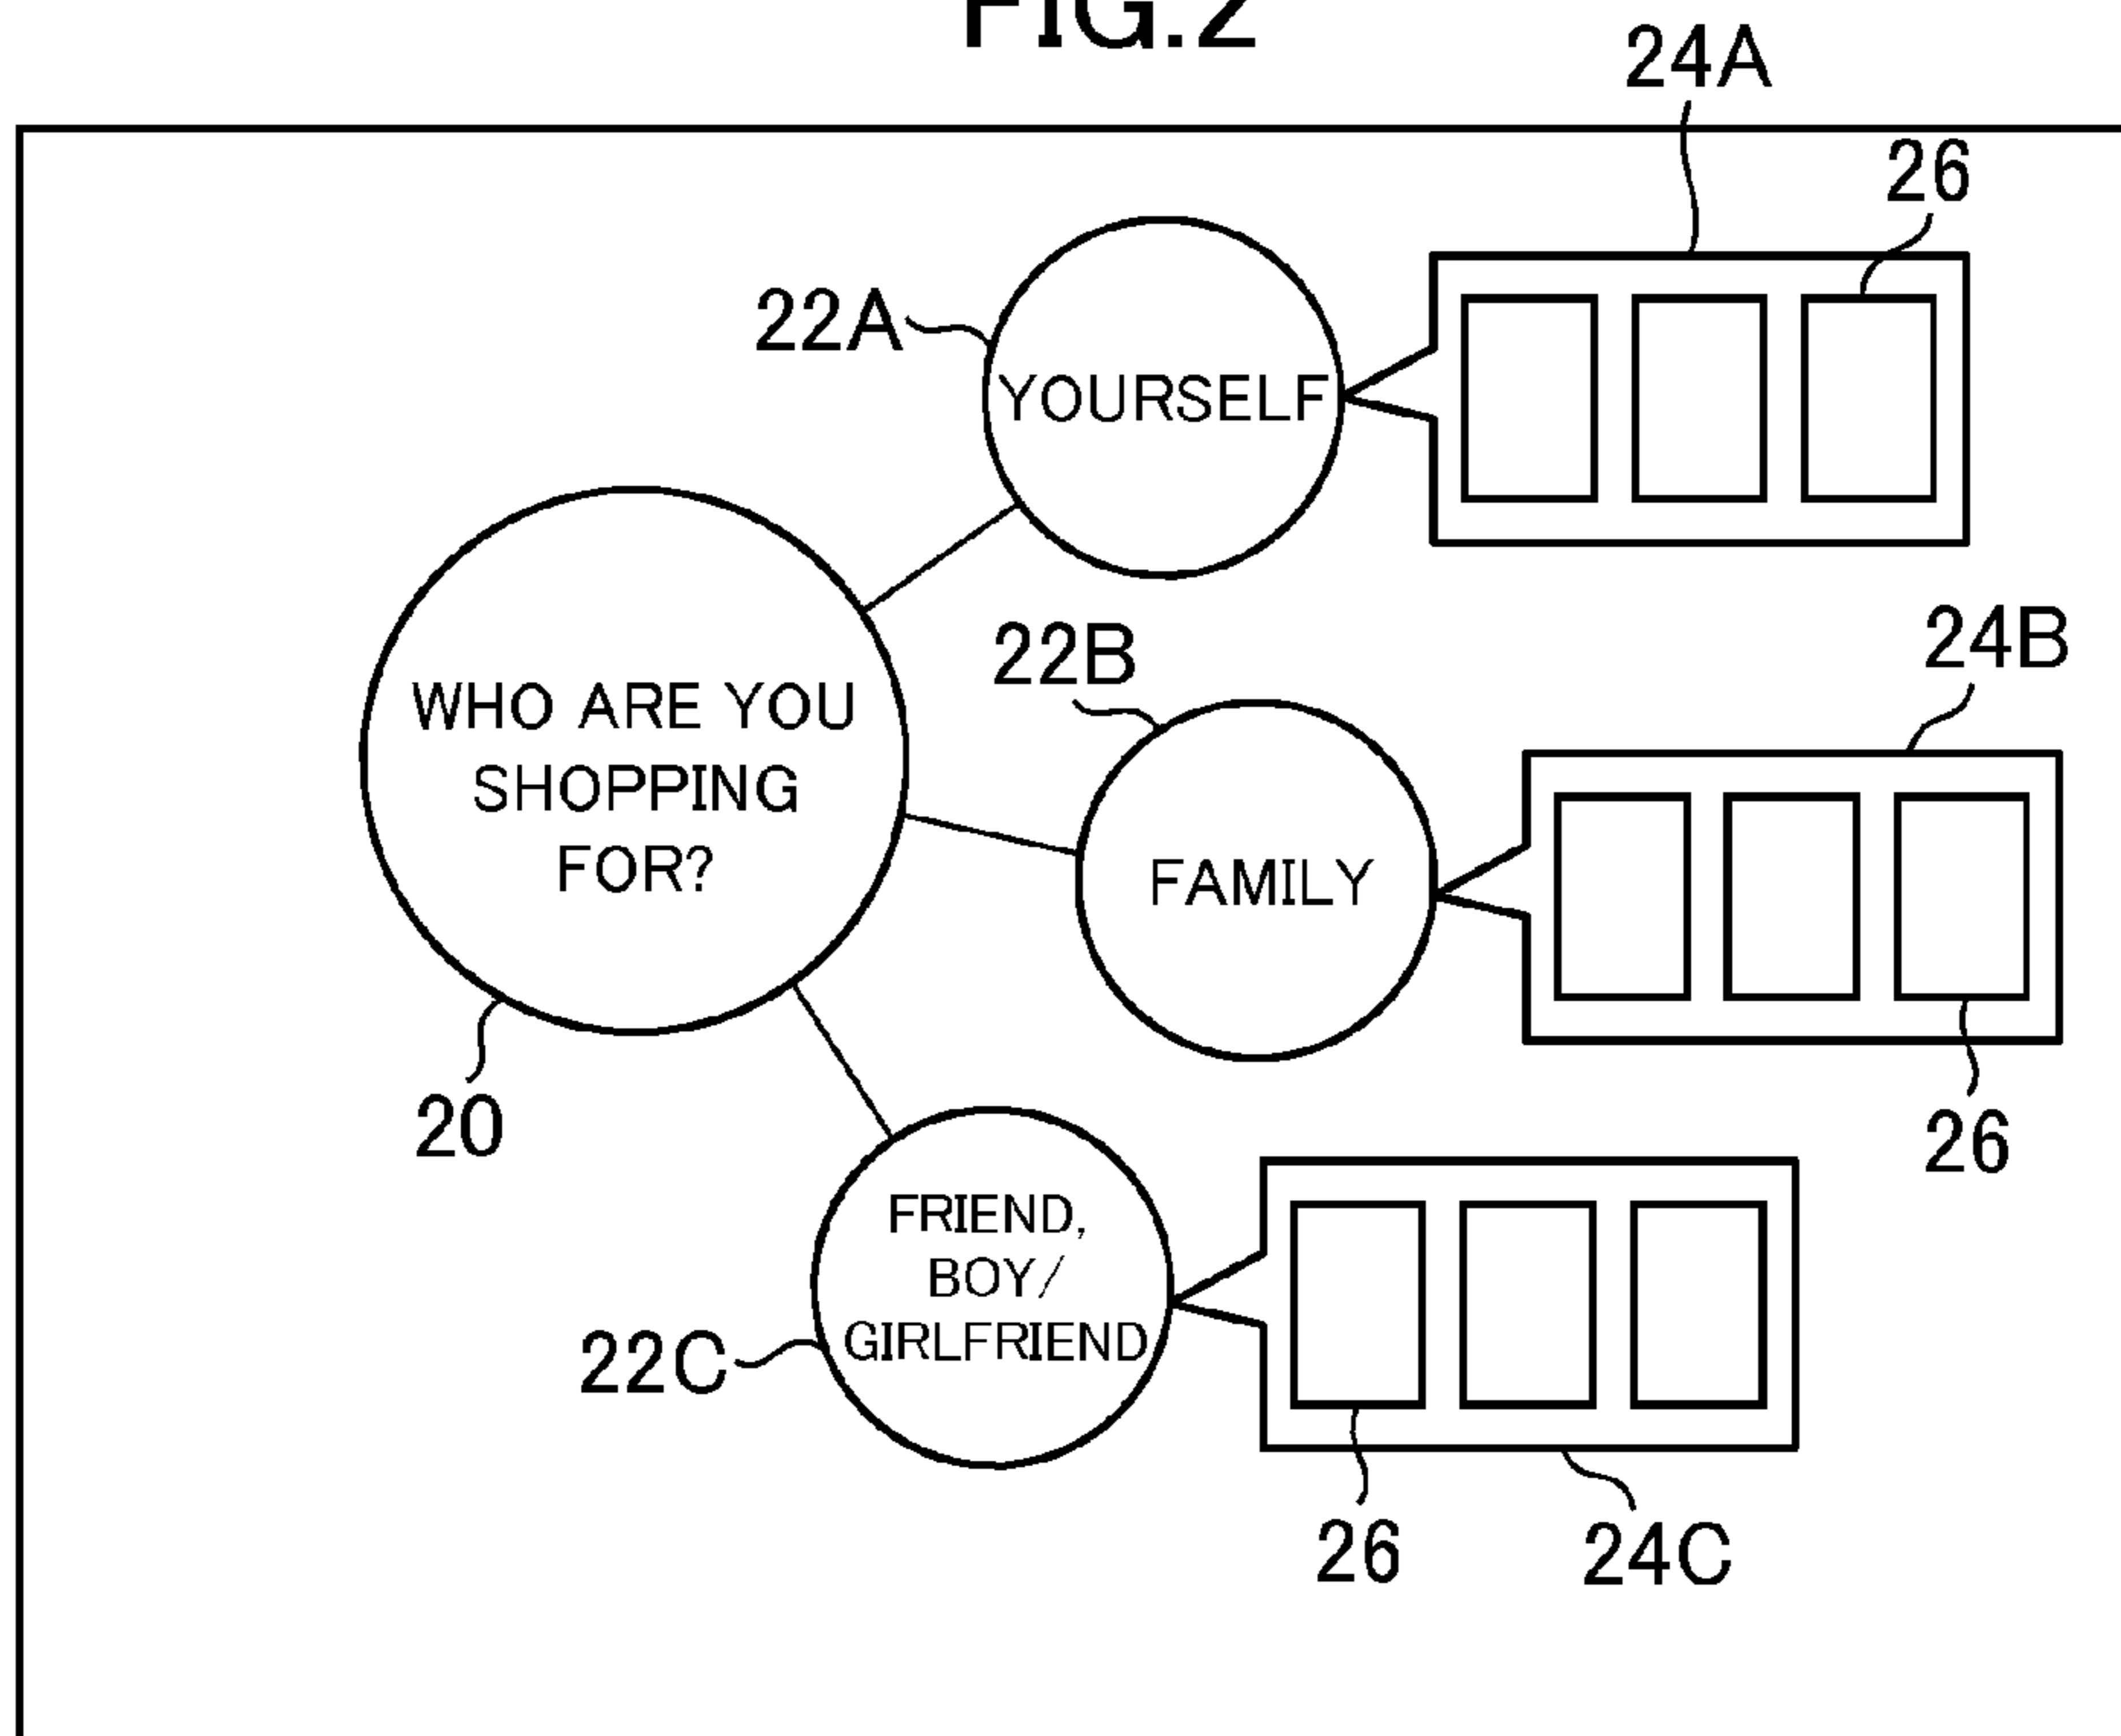 FIG.2
24A
26
22A
YOURSELF
24B
22B
WHO ARE YOU
SHOPPING
FOR?
FAMILY
20
26
FRIEND,
BOY/
GIRLFRIEND
22C
26
24C